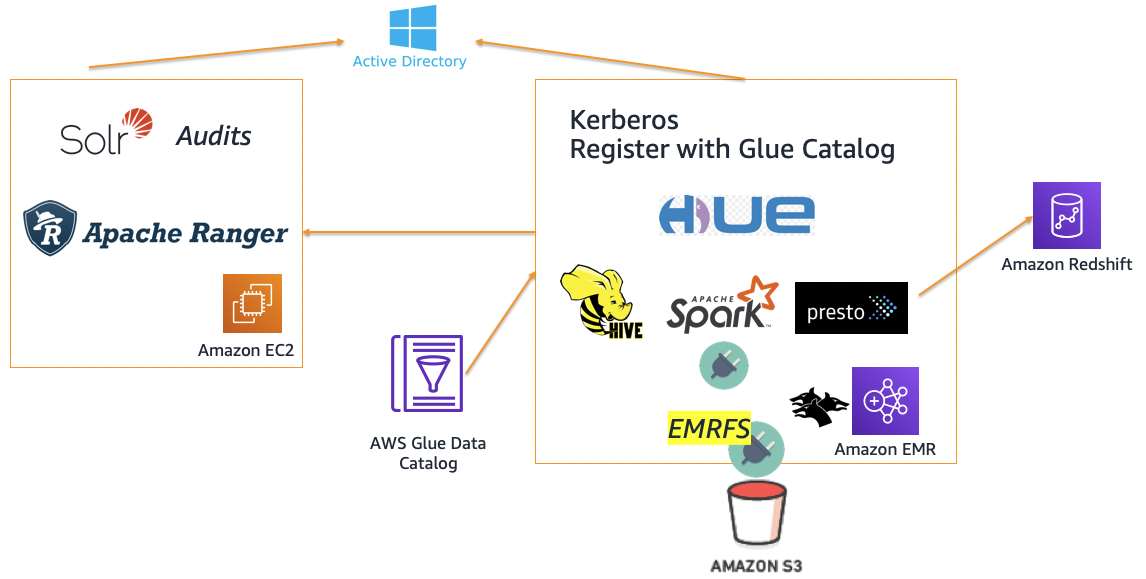 Active Directory
Solr
Audits
R
Apache Ranger
Amazon EC2
AWS Glue Data
Catalog
Kerberos
Register with Glue Catalog
HUE
HIVE
APACHE
Spark™
presto
EMRFS
Amazon EMR
Amazon Redshift
AMAZON S3